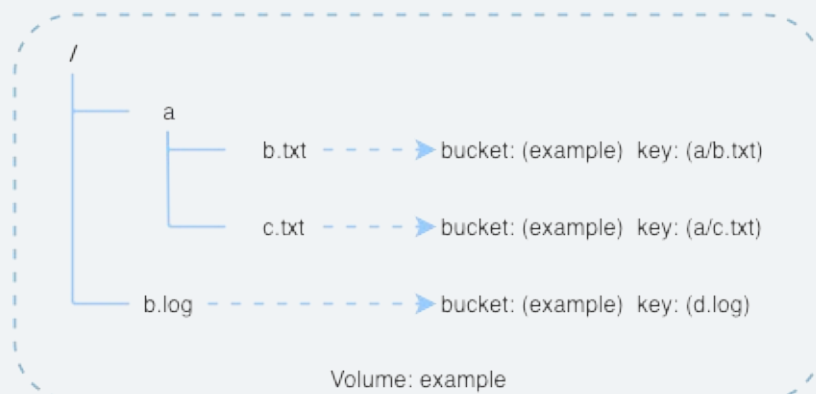 /
a
b.txt bucket: (example) key: (a/b.txt)
c.txt bucket: (example) key: (a/c.txt)
b.log bucket: (example) key: (d.log)
Volume: example